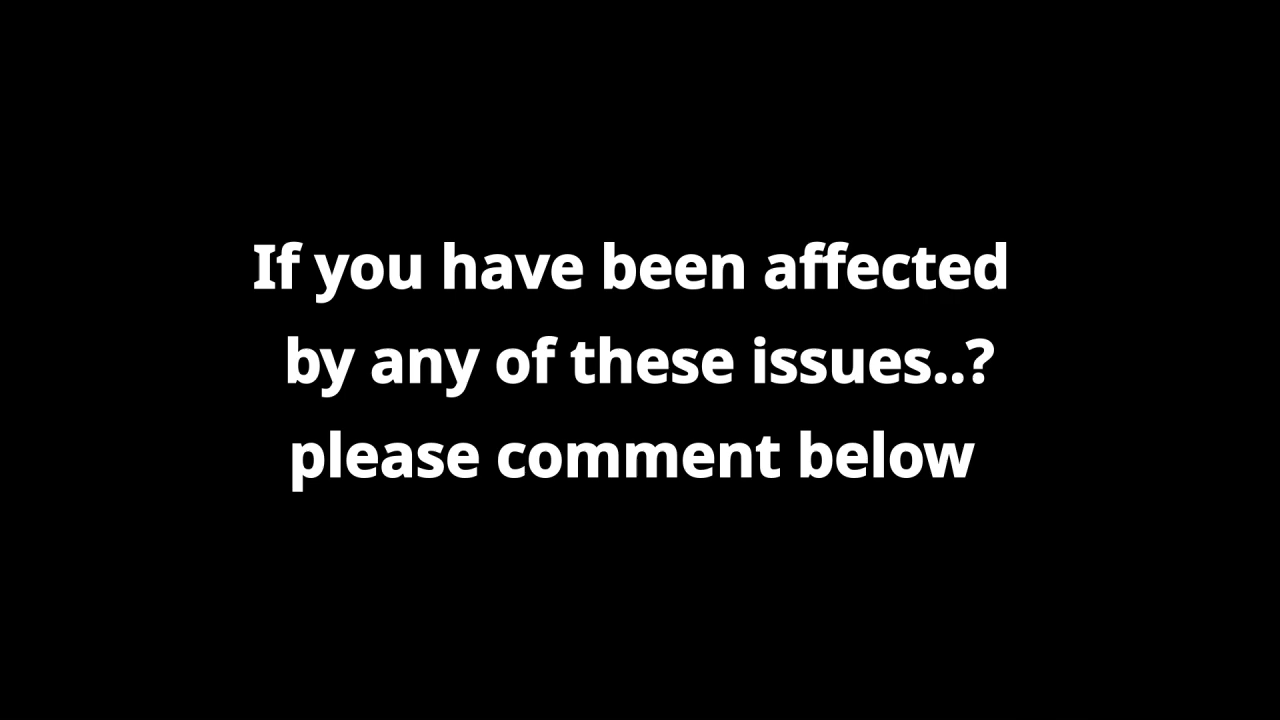 If you have been affected
by any of these issues..?
please comment below